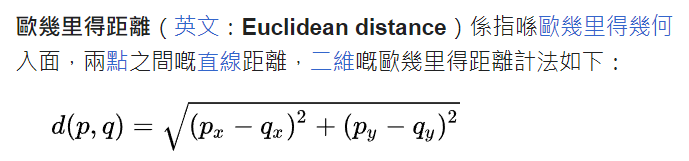 歐幾里得距離（英文：Euclidean distance）係指喺歐幾里得幾何
入面，兩點之間嘅直線距離，二維嘅歐幾里得距離計法如下：
d(p, q) = √((pₓ − qₓ)² + (p_y − q_y)²)